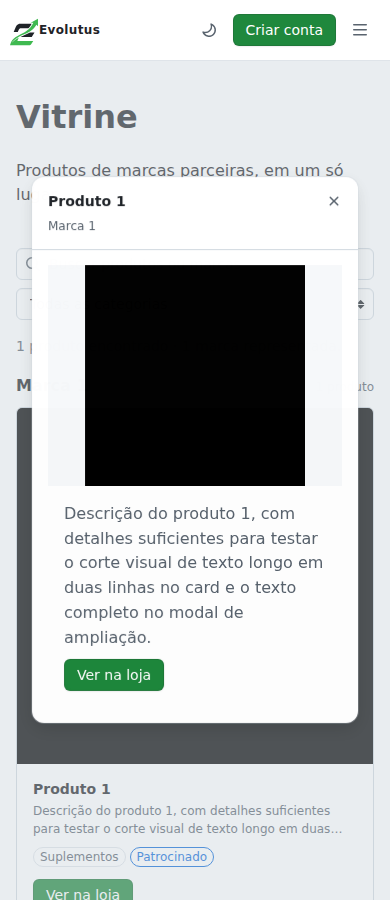 Evolutus
Criar conta
Vitrine
Produtos de marcas parceiras, em um só
Produto 1
Marca 1
1
M
uto
Descrição do produto 1, com
detalhes suficientes para testar
o corte visual de texto longo em
duas linhas no card e o texto
completo no modal de
ampliação.
Ver na loja
Produto 1
Descrição do produto 1, com detalhes suficientes
para testar o corte visual de texto longo em duas...
Suplementos
Patrocinado
Ver na loja